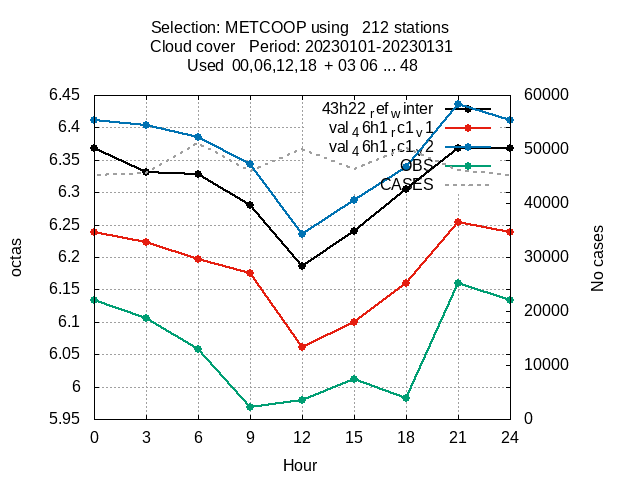 Selection: METCOOP using 212 stations
Cloud cover Period: 20230101-20230131
Used 00,06,12,18 + 03 06 ... 48
6.45
6.4
6.35
6.3
6.25
6.2
6.15
6.1
6.05
6
5.95
octas
43h22refwinter
val46h1rc1v1
val46h1rc1v2
OBS
CASES
60000
50000
40000
30000
20000
10000
0
No cases
0 3 6 9 12 15 18 21 24
Hour